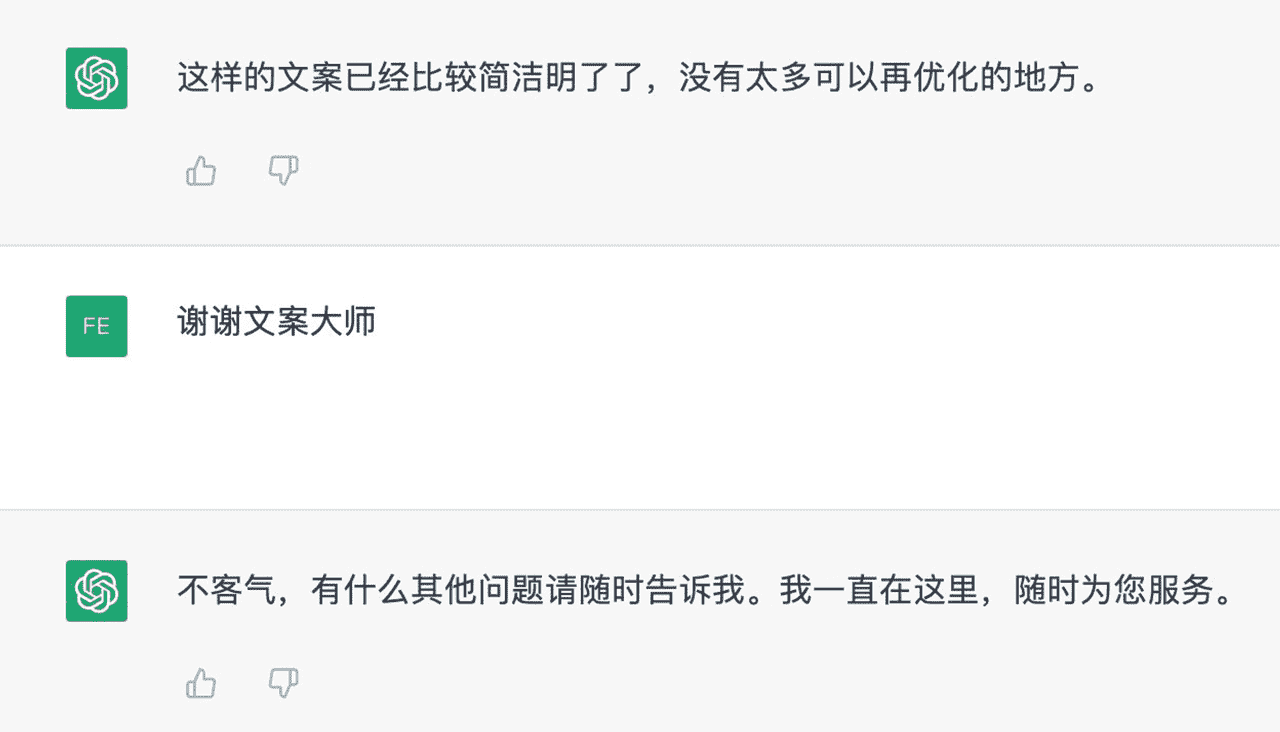 这样的文案已经比较简洁明了了，没有太多可以再优化的地方。
FE
谢谢文案大师
不客气，有什么其他问题请随时告诉我。我一直在这里，随时为您服务。